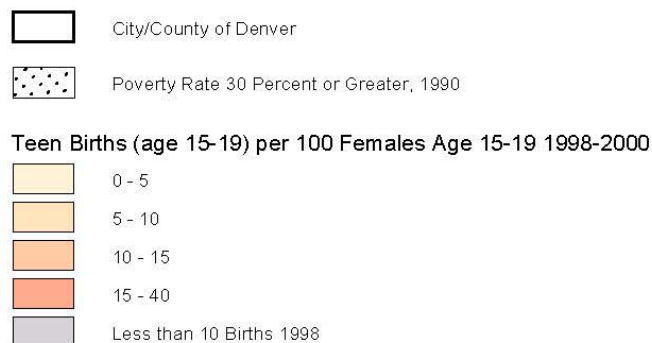 City/County of Denver
Poverty Rate 30 Percent or Greater, 1990
Teen Births (age 15-19) per 100 Females Age 15-19 1998-2000
0 - 5
5 - 10
10 - 15
15 - 40
Less than 10 Births 1998